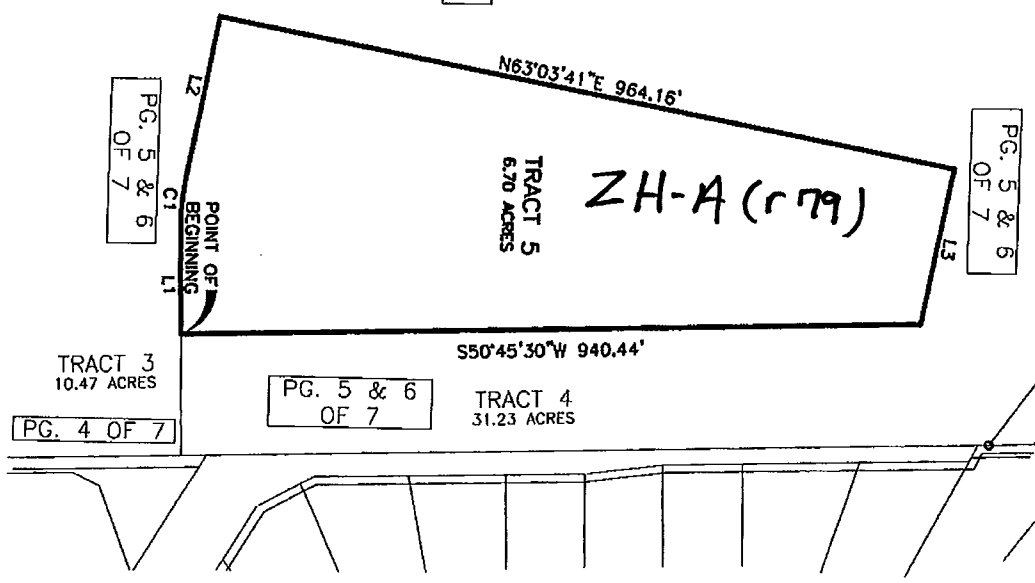 N63°03'41"E 964.16'
L2
PG. 5 & 6
OF 7
C1
POINT OF
BEGINNING
L1
TRACT 5
6.70 ACRES
ZH-A (r 79)
PG. 5 & 6
OF 7
L3
S50°45'30"W 940.44'
TRACT 3
10.47 ACRES
PG. 4 OF 7
PG. 5 & 6
OF 7
TRACT 4
31.23 ACRES